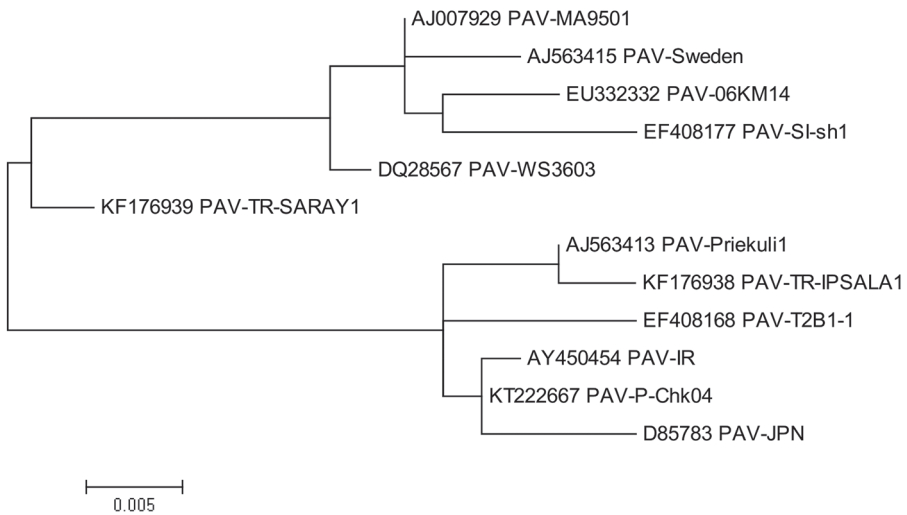 AJ007929 PAV-MA9501
AJ563415 PAV-Sweden
EU332332 PAV-06KM14
EF408177 PAV-SI-sh1
DQ28567 PAV-WS3603
KF176939 PAV-TR-SARAY1
AJ563413 PAV-Priekuli1
KF176938 PAV-TR-IPSALA1
EF408168 PAV-T2B1-1
AY450454 PAV-IR
KT222667 PAV-P-Chk04
D85783 PAV-JPN
0.005